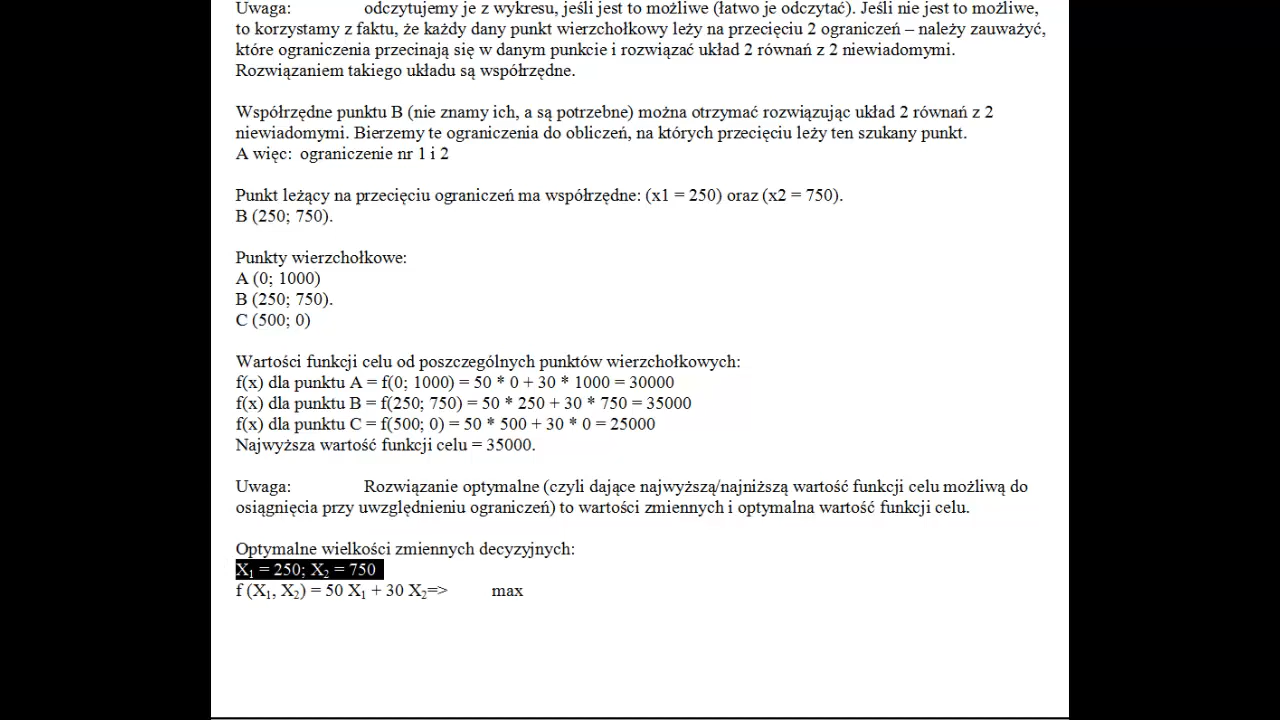 Uwaga: odczytujemy je z wykresu, jeśli jest to możliwe (łatwo je odczytać). Jeśli nie jest to możliwe,
to korzystamy z faktu, że każdy dany punkt wierzchołkowy leży na przecięciu 2 ograniczeń – należy zauważyć,
które ograniczenia przecinają się w danym punkcie i rozwiązać układ 2 równań z 2 niewiadomymi.
Rozwiązaniem takiego układu są współrzędne.
Współrzędne punktu B (nie znamy ich, a są potrzebne) można otrzymać rozwiązując układ 2 równań z 2
niewiadomymi. Bierzemy te ograniczenia do obliczeń, na których przecięciu leży ten szukany punkt.
A więc: ograniczenie nr 1 i 2
Punkt leżący na przecięciu ograniczeń ma współrzędne: (x1 = 250) oraz (x2 = 750).
B (250; 750).
Punkty wierzchołkowe:
A (0; 1000)
B (250; 750).
C (500; 0)
Wartości funkcji celu od poszczególnych punktów wierzchołkowych:
f(x) dla punktu A = f(0; 1000) = 50 * 0 + 30 * 1000 = 30000
f(x) dla punktu B = f(250; 750) = 50 * 250 + 30 * 750 = 35000
f(x) dla punktu C = f(500; 0) = 50 * 500 + 30 * 0 = 25000
Najwyższa wartość funkcji celu = 35000.
Uwaga: Rozwiązanie optymalne (czyli dające najwyższą/najniższą wartość funkcji celu możliwą do
osiągnięcia przy uwzględnieniu ograniczeń) to wartości zmiennych i optymalna wartość funkcji celu.
Optymalne wielkości zmiennych decyzyjnych:
X₁ = 250; X₂ = 750
f (X₁, X₂) = 50 X₁ + 30 X₂=> max